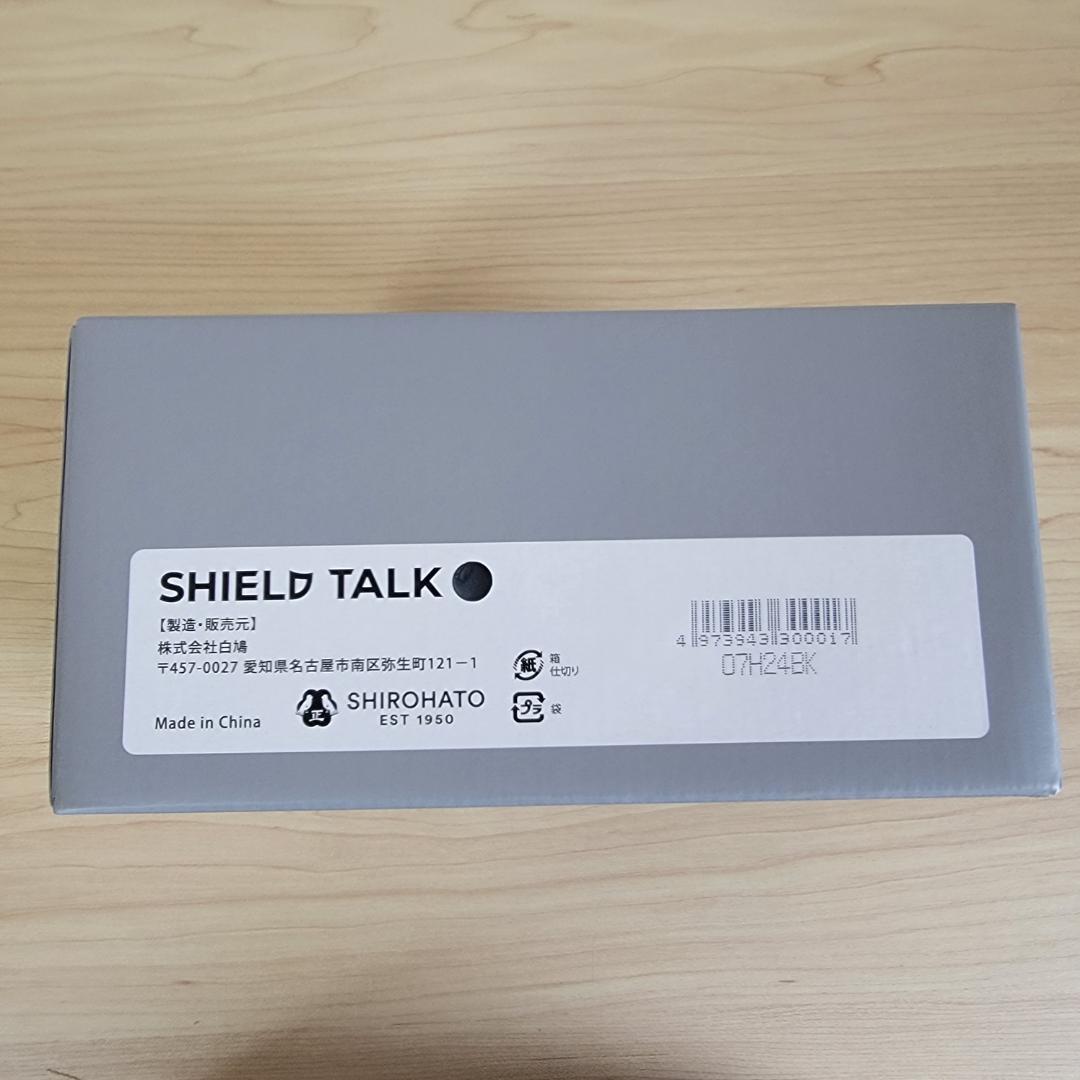 SHIELD TALK
【製造・販売元】
株式会社白鳩
〒457-0027 愛知県名古屋市南区弥生町121－1
Made in China
正
SHIROHATO
EST 1950
紙
箱
仕切り
プラ
袋
4 973943 300017
07H24BK